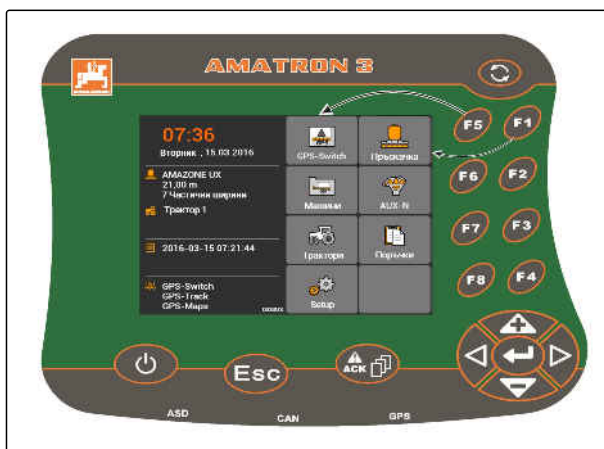 AMATRON 3
07:36
Вторник , 15.03 2016
AMAZONE UX
21,00 m
7 Частични ширини
Трактор 1
2016-03-15 07:21:44
GPS-Switch
GPS-Track
GPS-Maps
GPS-Switch
Пръскачка
Машини
AUX-N
Трактори
Поръчки
Setup
F5
F1
F6
F2
F7
F3
F8
F4
Esc
ACK
ASD
CAN
GPS